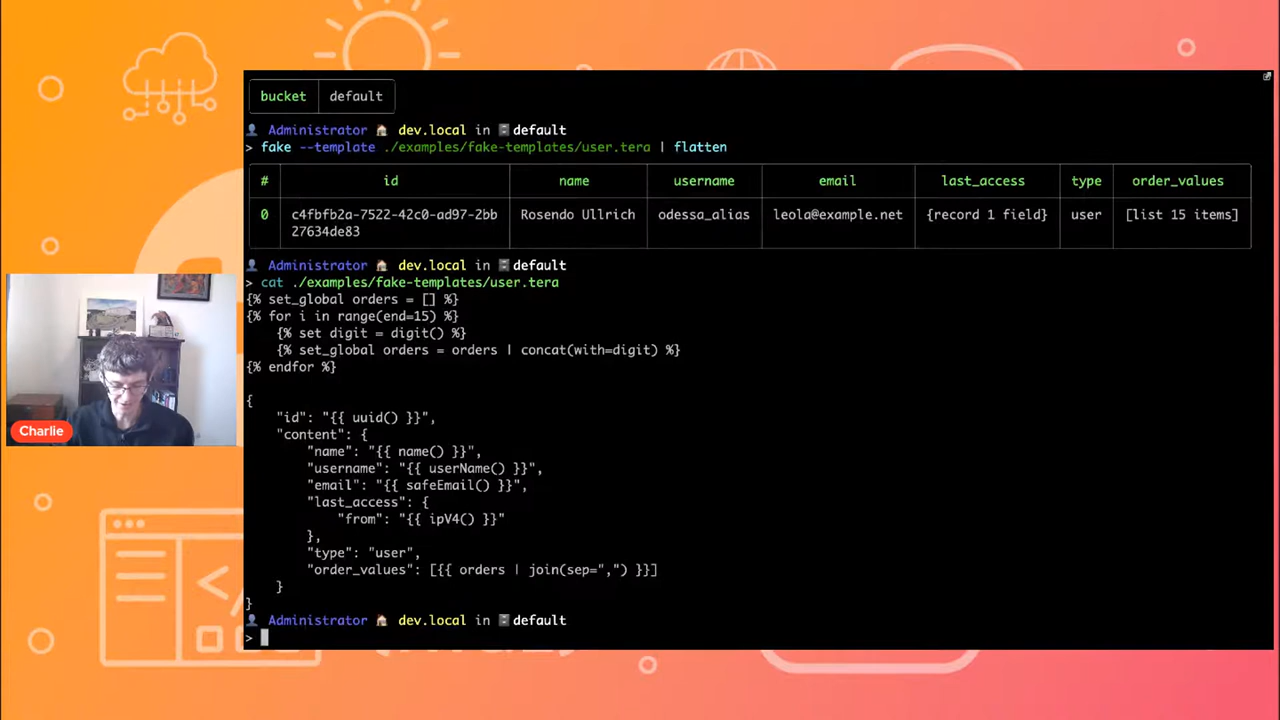 bucket default
Administrator dev.local in default
> fake --template ./examples/fake-templates/user.tera | flatten
# id name username email last_access type order_values
0 c4fbfb2a-7522-42c0-ad97-2bb27634de83 Rosendo Ullrich odessa_alias leola@example.net {record 1 field} user [list 15 items]
Administrator dev.local in default
> cat ./examples/fake-templates/user.tera
{% set_global orders = [] %}
{% for i in range(end=15) %}
{% set digit = digit() %}
{% set_global orders = orders | concat(with=digit) %}
{% endfor %}
{
"id": "{{ uuid() }}",
"content": {
"name": "{{ name() }}",
"username": "{{ userName() }}",
"email": "{{ safeEmail() }}",
"last_access": {
"from": "{{ ipV4() }}"
},
"type": "user",
"order_values": [{{ orders | join(sep=",") }}]
}
}
Administrator dev.local in default
>
Charlie